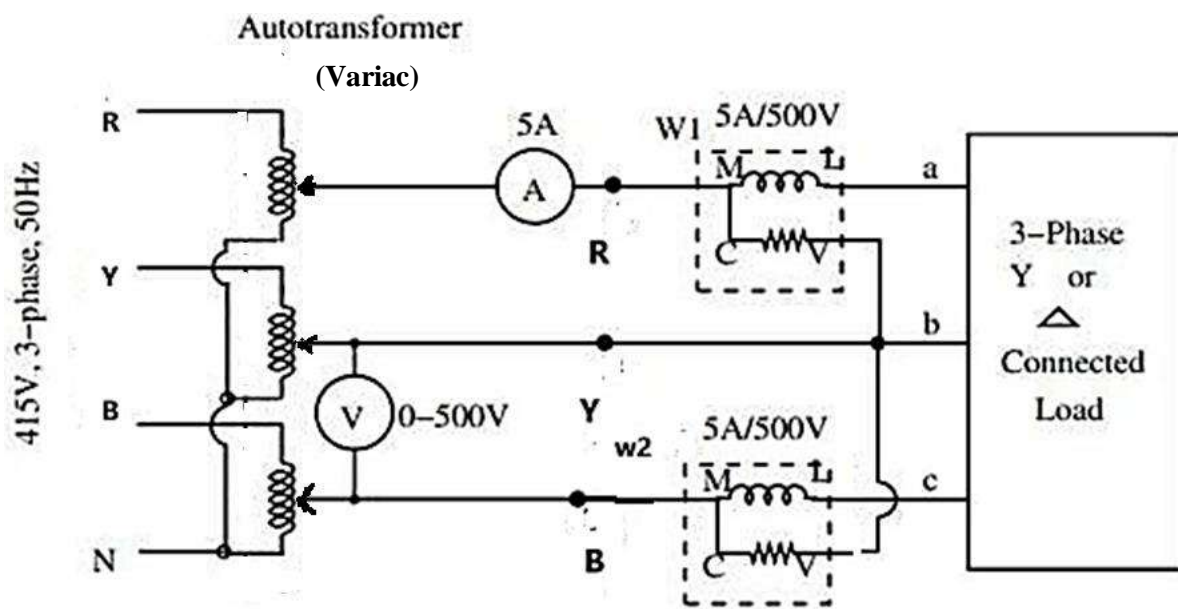 Autotransformer
(Variac)
415V, 3-phase, 50Hz
R
Y
B
N
5A
A
R
W1
5A/500V
M
L
C
V
a
V
0-500V
Y
b
w2
5A/500V
M
L
C
V
B
c
3-Phase
Y or
Connected
Load